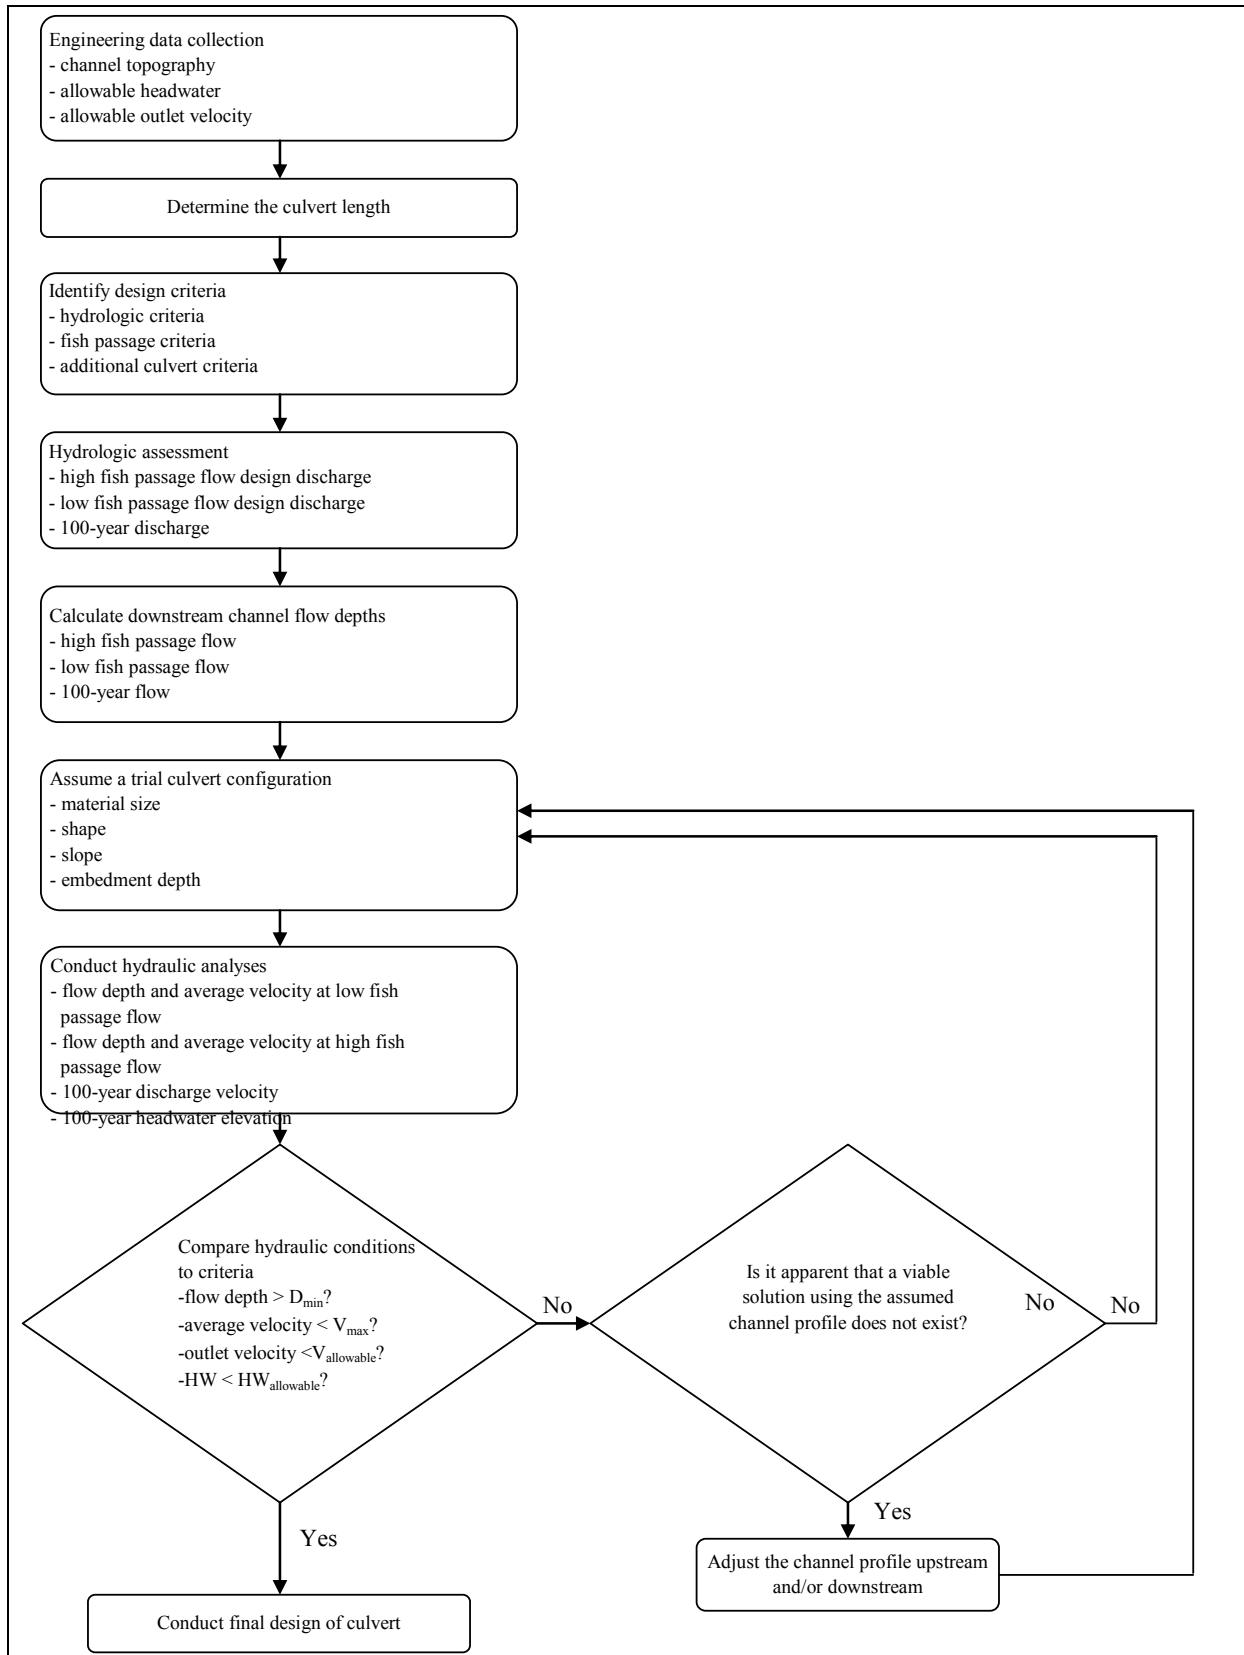 Engineering data collection
- channel topography
- allowable headwater
- allowable outlet velocity
Determine the culvert length
Identify design criteria
- hydrologic criteria
- fish passage criteria
- additional culvert criteria
Hydrologic assessment
- high fish passage flow design discharge
- low fish passage flow design discharge
- 100-year discharge
Calculate downstream channel flow depths
- high fish passage flow
- low fish passage flow
- 100-year flow
Assume a trial culvert configuration
- material size
- shape
- slope
- embedment depth
Conduct hydraulic analyses
- flow depth and average velocity at low fish
passage flow
- flow depth and average velocity at high fish
passage flow
- 100-year discharge velocity
- 100-year headwater elevation
Compare hydraulic conditions
to criteria
-flow depth > Dmin?
-average velocity < Vmax?
-outlet velocity <Vallowable?
-HW < HWallowable?
No
Is it apparent that a viable
solution using the assumed
channel profile does not exist?
No
No
Yes
Yes
Adjust the channel profile upstream
and/or downstream
Conduct final design of culvert